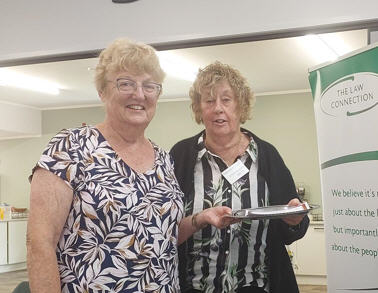 THE LAW
CONNECTION
We believe it's n
just about the l
but importantl
about the peop